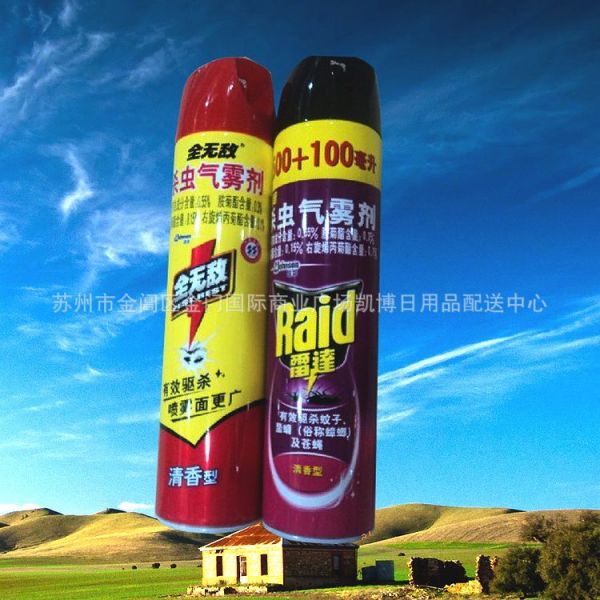 全无敌
杀虫气雾剂
全无敌
有效驱杀
喷雾面更广
清香型
00+100毫升
杀虫气雾剂
Johnson
Raid
雷達
有效驱杀蚊子、
蜚蠊(俗称蟑螂)
及苍蝇
清香型
苏州市金阊区金门国际商业广场凯博日用品配送中心